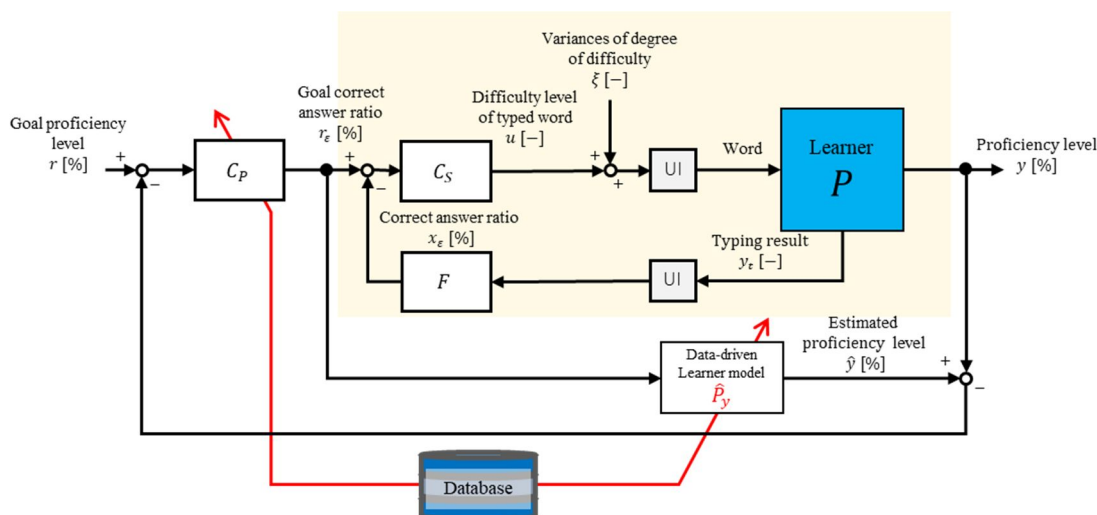 Variances of degree
of difficulty
ξ [−]
Goal correct
answer ratio
r_ε [%]
Difficulty level
of typed word
u [−]
Goal proficiency
level
r [%]
+
−
C_P
+
−
C_S
+
+
UI
Word
Learner
P
Proficiency level
y [%]
Correct answer ratio
x_ε [%]
F
UI
Typing result
y_t [−]
Data-driven
Learner model
P̂_y
Estimated
proficiency level
ŷ [%]
+
−
Database